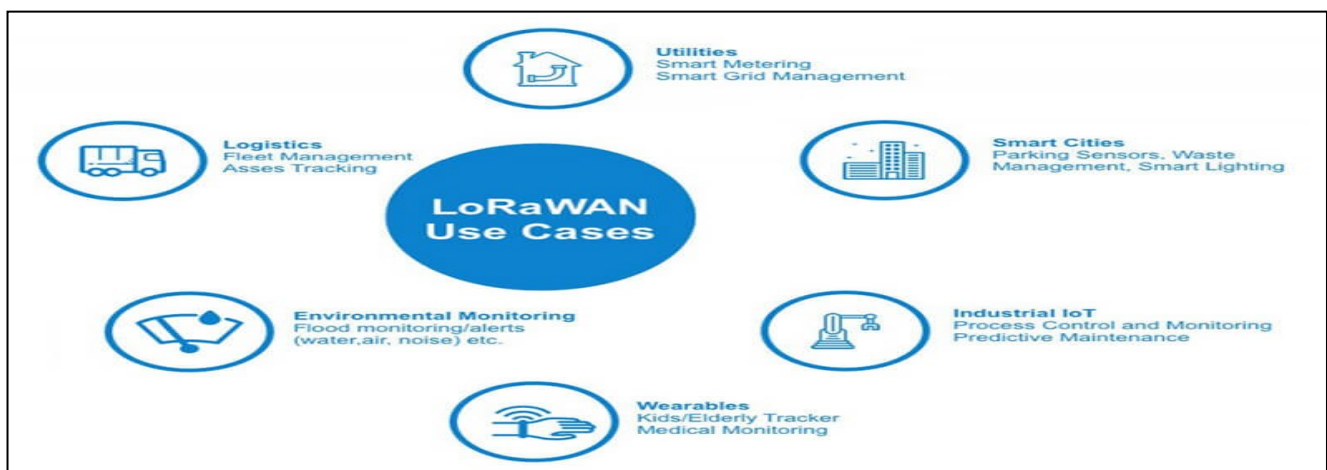 Utilities
Smart Metering
Smart Grid Management
Logistics
Fleet Management
Asses Tracking
Smart Cities
Parking Sensors, Waste
Management, Smart Lighting
LoRaWAN
Use Cases
Environmental Monitoring
Flood monitoring/alerts
(water,air, noise) etc.
Industrial IoT
Process Control and Monitoring
Predictive Maintenance
Wearables
Kids/Elderly Tracker
Medical Monitoring